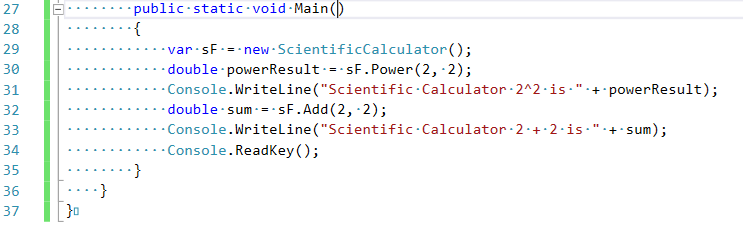 27 public static void Main()
28 {
29 var sF = new ScientificCalculator();
30 double powerResult = sF.Power(2, 2);
31 Console.WriteLine("Scientific Calculator 2^2 is " + powerResult);
32 double sum = sF.Add(2, 2);
33 Console.WriteLine("Scientific Calculator 2 + 2 is " + sum);
34 Console.ReadKey();
35 }
36 }
37 }